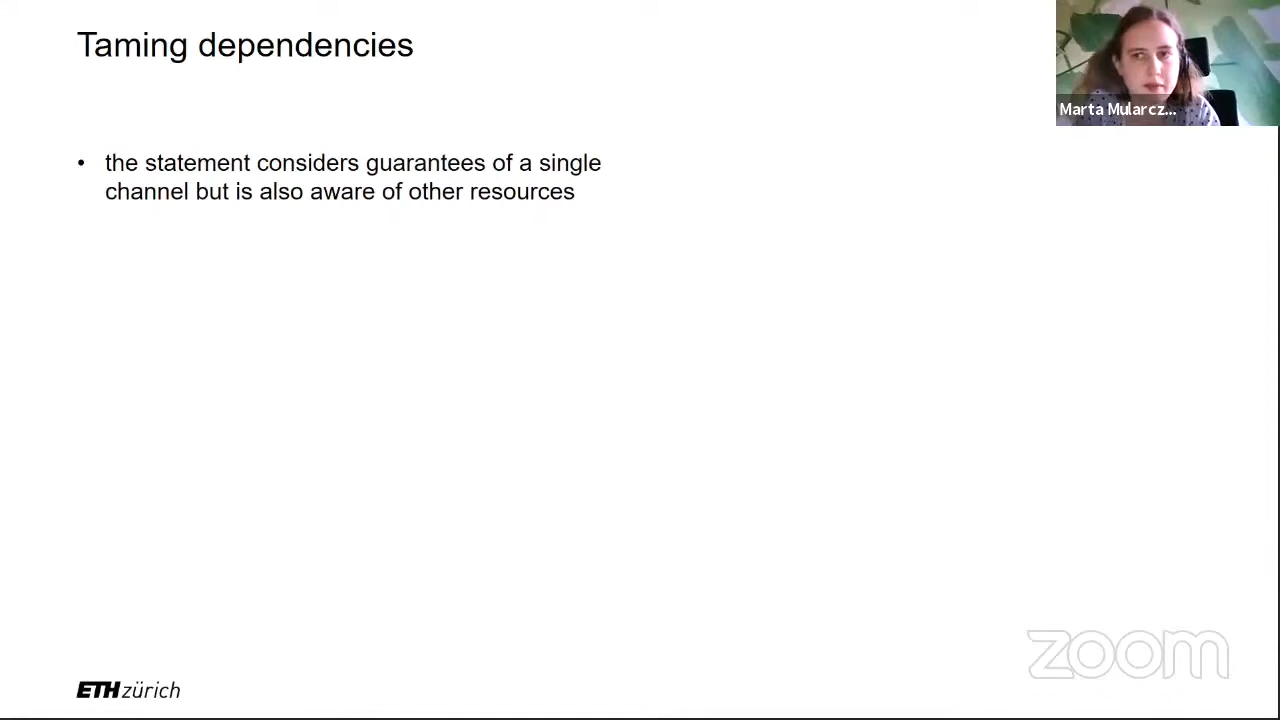 Taming dependencies
Marta Mularcz...
• the statement considers guarantees of a single
channel but is also aware of other resources
zoom
ETH zürich